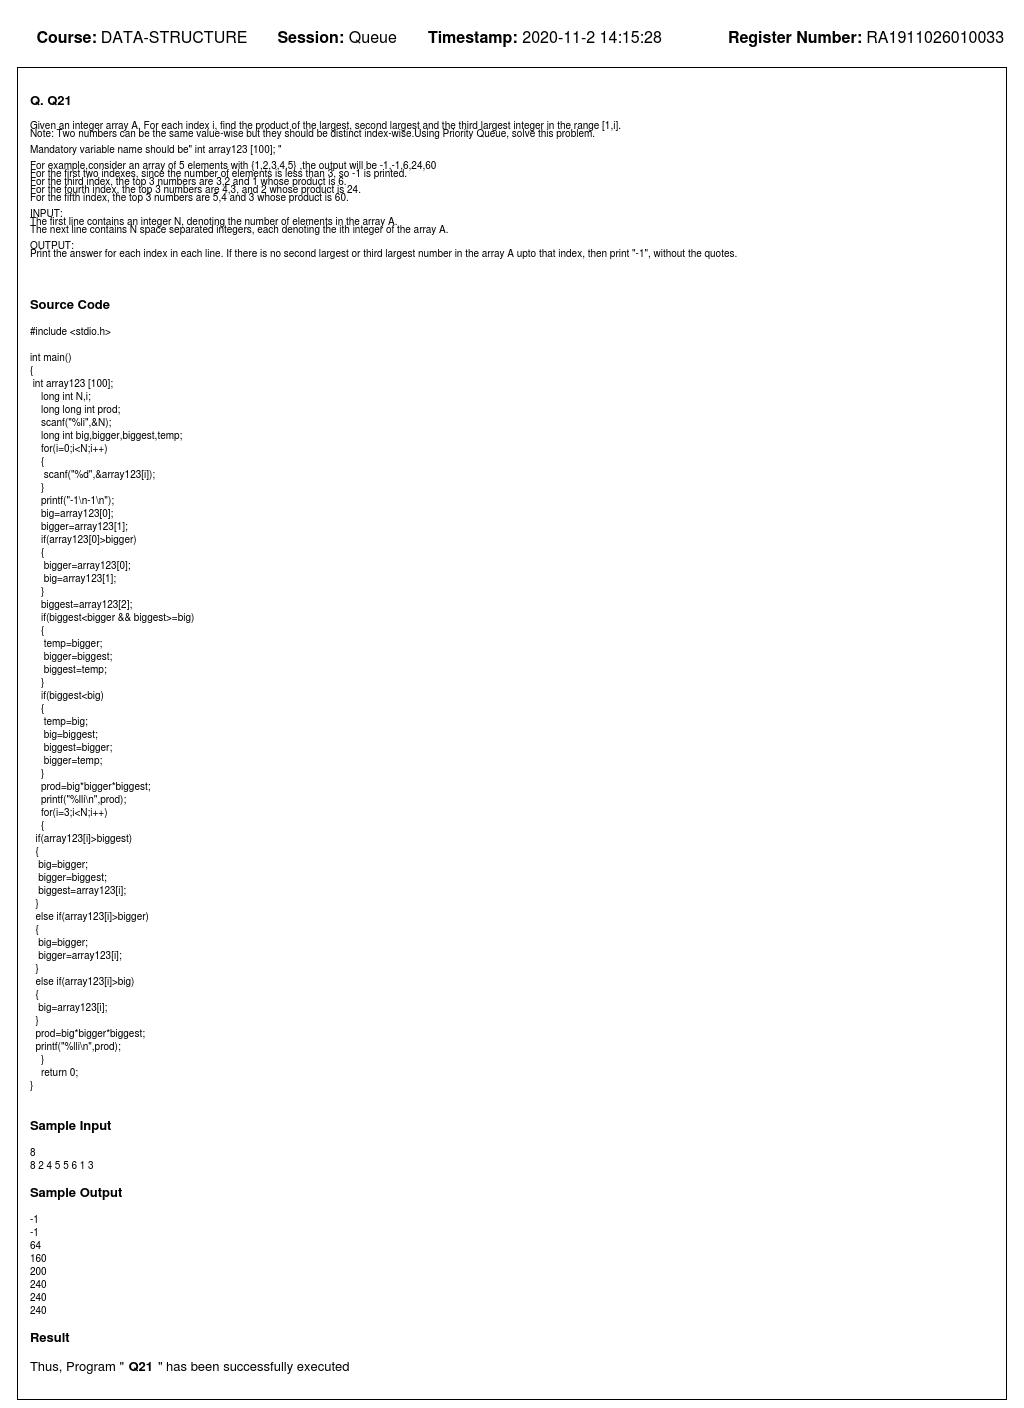 Course: DATA-STRUCTURE Session: Queue Timestamp: 2020-11-2 14:15:28 Register Number: RA1911026010033
Q. Q21
Given an integer array A, For each index i, find the product of the largest, second largest and the third largest integer in the range [1,i].
Note: Two numbers can be the same value-wise but they should be distinct index-wise.Using Priority Queue, solve this problem.
Mandatory variable name should be" int array123 [100]; "
For example,consider an array of 5 elements with {1,2,3,4,5} ,the output will be -1,-1,6,24,60
For the first two indexes, since the number of elements is less than 3, so -1 is printed.
For the third index, the top 3 numbers are 3,2 and 1 whose product is 6.
For the fourth index, the top 3 numbers are 4,3, and 2 whose product is 24.
For the fifth index, the top 3 numbers are 5,4 and 3 whose product is 60.
INPUT:
The first line contains an integer N, denoting the number of elements in the array A.
The next line contains N space separated integers, each denoting the ith integer of the array A.
OUTPUT:
Print the answer for each index in each line. If there is no second largest or third largest number in the array A upto that index, then print "-1", without the quotes.
Source Code
#include <stdio.h>
int main()
{
int array123 [100];
long int N,i;
long long int prod;
scanf("%li",&N);
long int big,bigger,biggest,temp;
for(i=0;i<N;i++)
{
scanf("%d",&array123[i]);
}
printf("-1\n-1\n");
big=array123[0];
bigger=array123[1];
if(array123[0]>bigger)
{
bigger=array123[0];
big=array123[1];
}
biggest=array123[2];
if(biggest<bigger && biggest>=big)
{
temp=bigger;
bigger=biggest;
biggest=temp;
}
if(biggest<big)
{
temp=big;
big=biggest;
biggest=bigger;
bigger=temp;
}
prod=big*bigger*biggest;
printf("%lli\n",prod);
for(i=3;i<N;i++)
{
if(array123[i]>biggest)
{
big=bigger;
bigger=biggest;
biggest=array123[i];
}
else if(array123[i]>bigger)
{
big=bigger;
bigger=array123[i];
}
else if(array123[i]>big)
{
big=array123[i];
}
prod=big*bigger*biggest;
printf("%lli\n",prod);
}
return 0;
}
Sample Input
8
8 2 4 5 5 6 1 3
Sample Output
-1
-1
64
160
200
240
240
240
Result
Thus, Program " Q21 " has been successfully executed